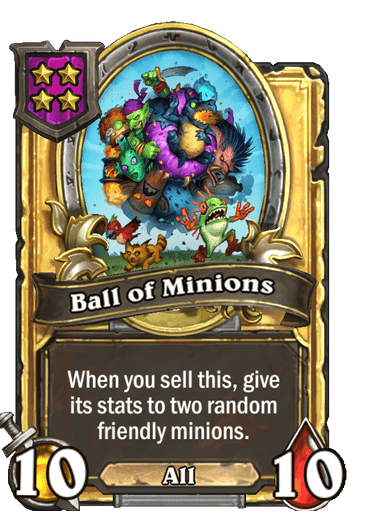 Ball of Minions
When you sell this, give
its stats to two random
friendly minions.
10
All
10